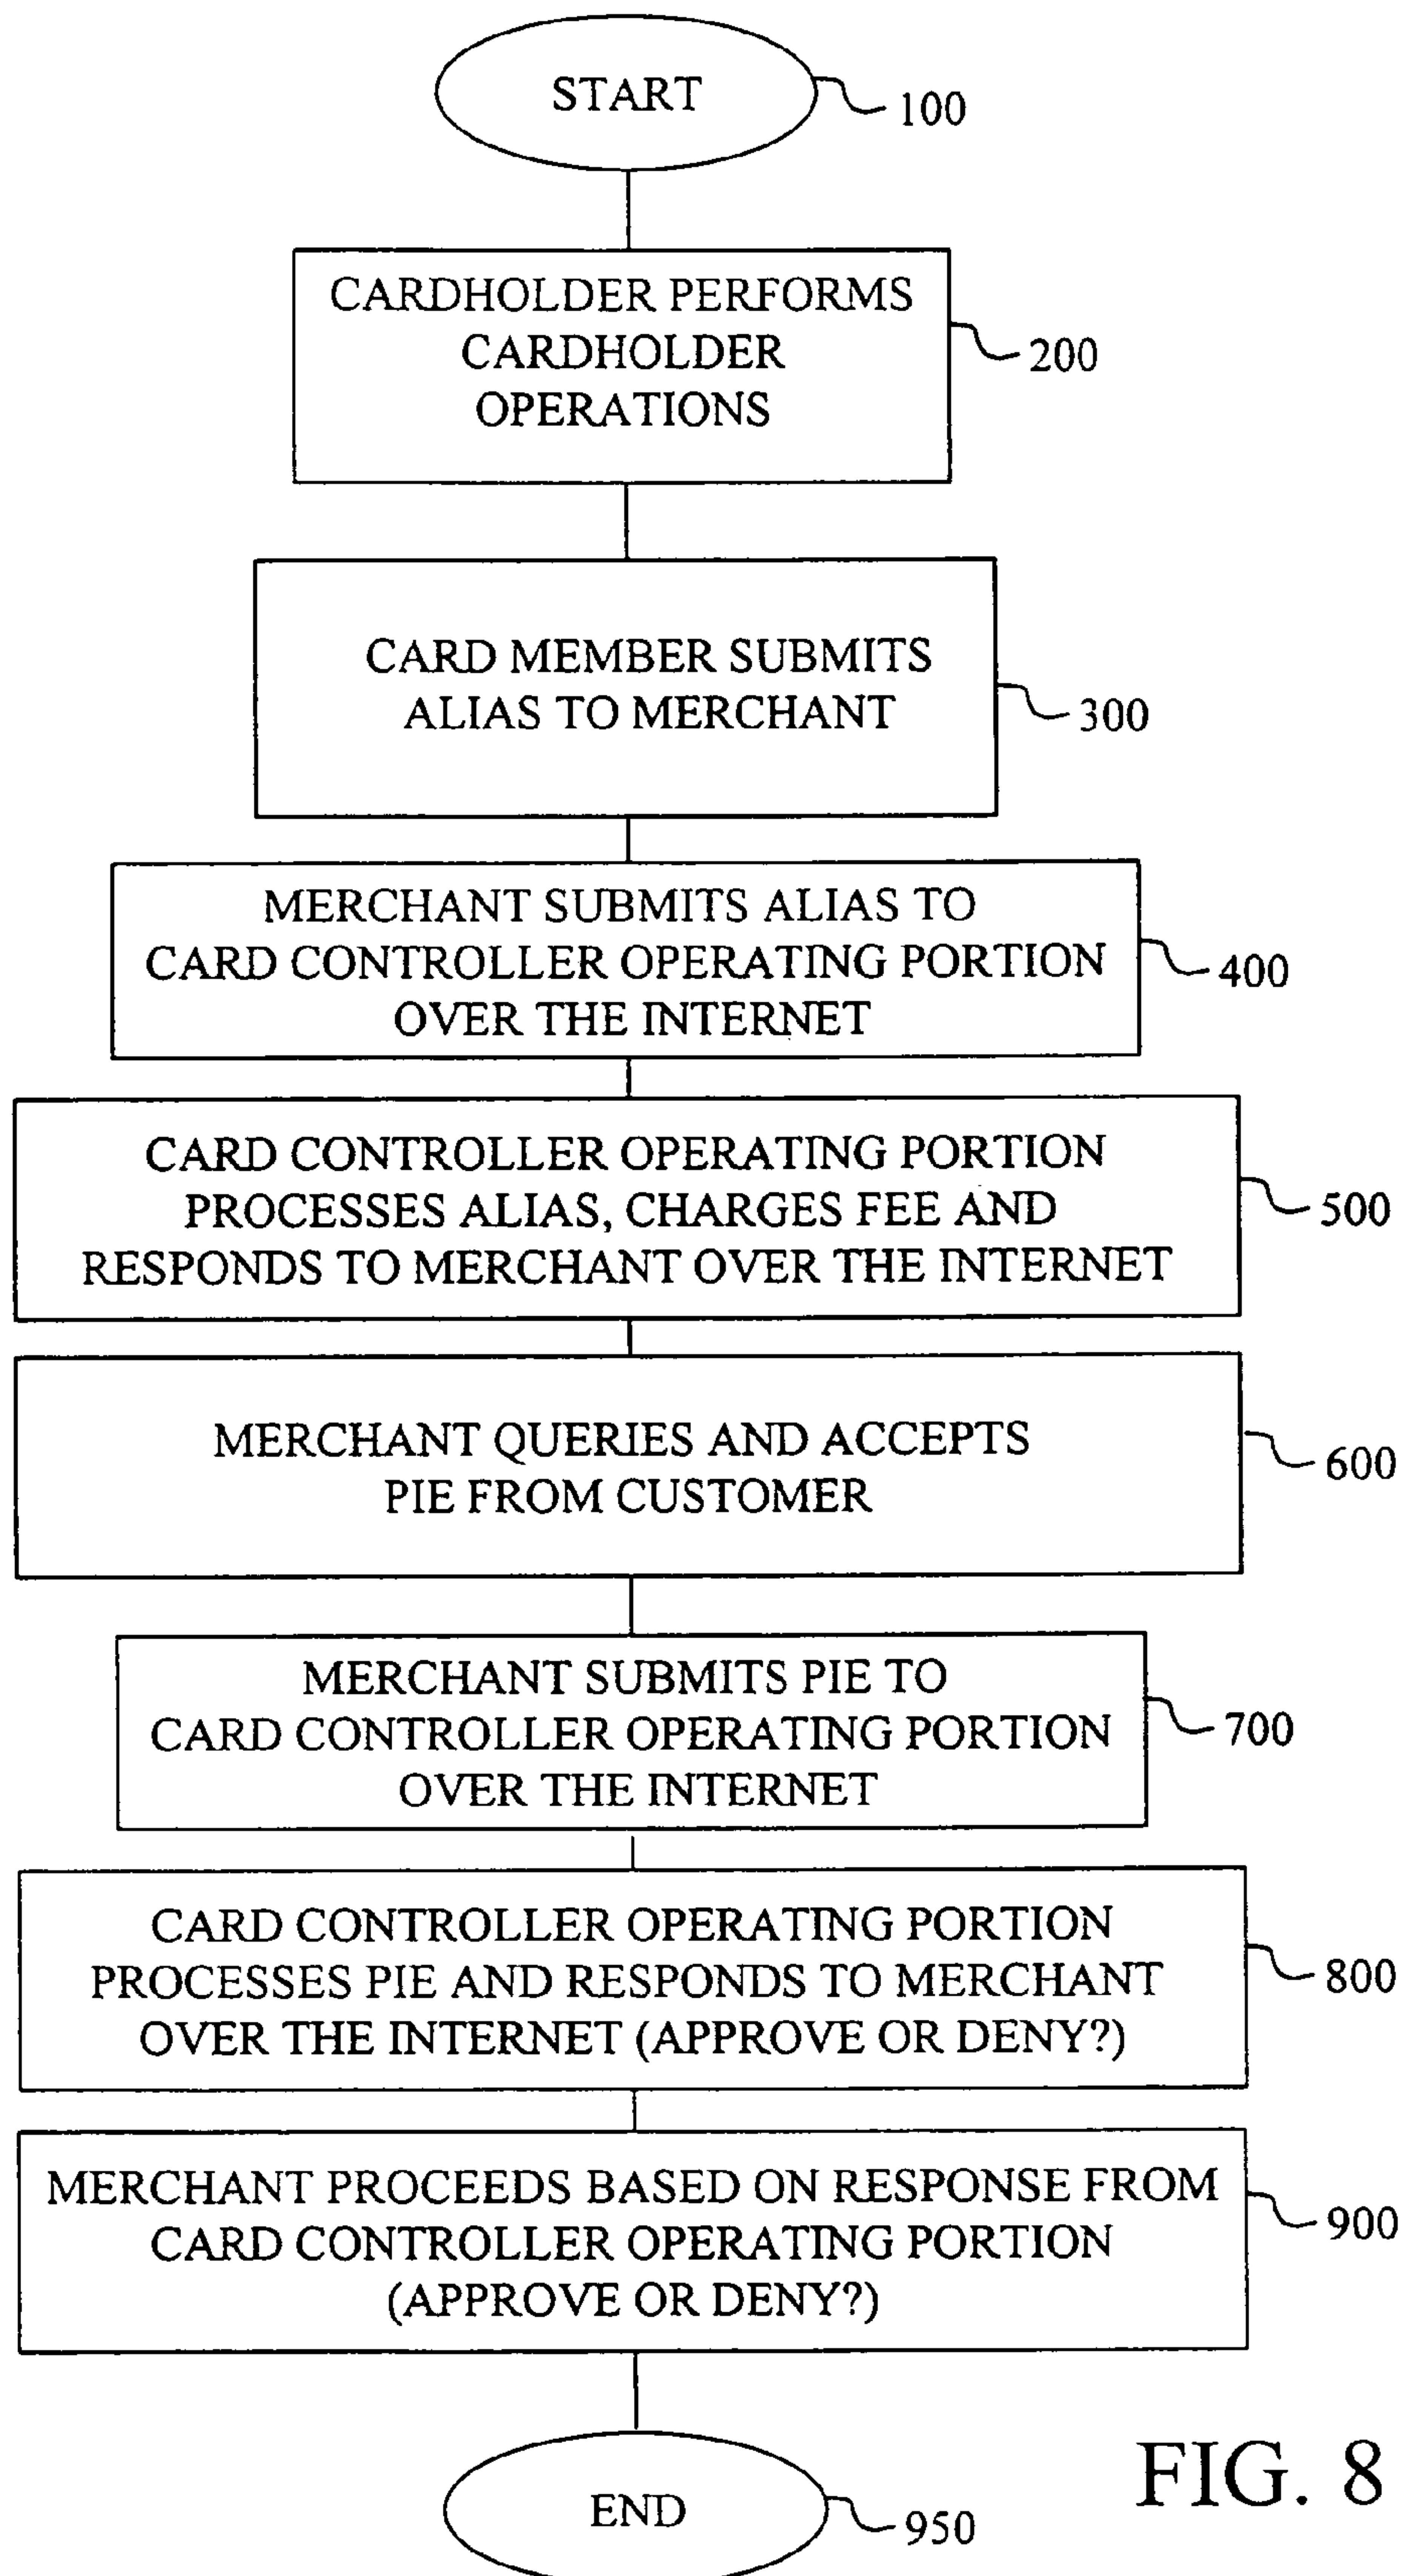 START
100
CARDHOLDER PERFORMS
CARDHOLDER
OPERATIONS
200
CARD MEMBER SUBMITS
ALIAS TO MERCHANT
300
MERCHANT SUBMITS ALIAS TO
CARD CONTROLLER OPERATING PORTION
OVER THE INTERNET
400
CARD CONTROLLER OPERATING PORTION
PROCESSES ALIAS, CHARGES FEE AND
RESPONDS TO MERCHANT OVER THE INTERNET
500
MERCHANT QUERIES AND ACCEPTS
PIE FROM CUSTOMER
600
MERCHANT SUBMITS PIE TO
CARD CONTROLLER OPERATING PORTION
OVER THE INTERNET
700
CARD CONTROLLER OPERATING PORTION
PROCESSES PIE AND RESPONDS TO MERCHANT
OVER THE INTERNET (APPROVE OR DENY?)
800
MERCHANT PROCEEDS BASED ON RESPONSE FROM
CARD CONTROLLER OPERATING PORTION
(APPROVE OR DENY?)
900
END
950
FIG. 8